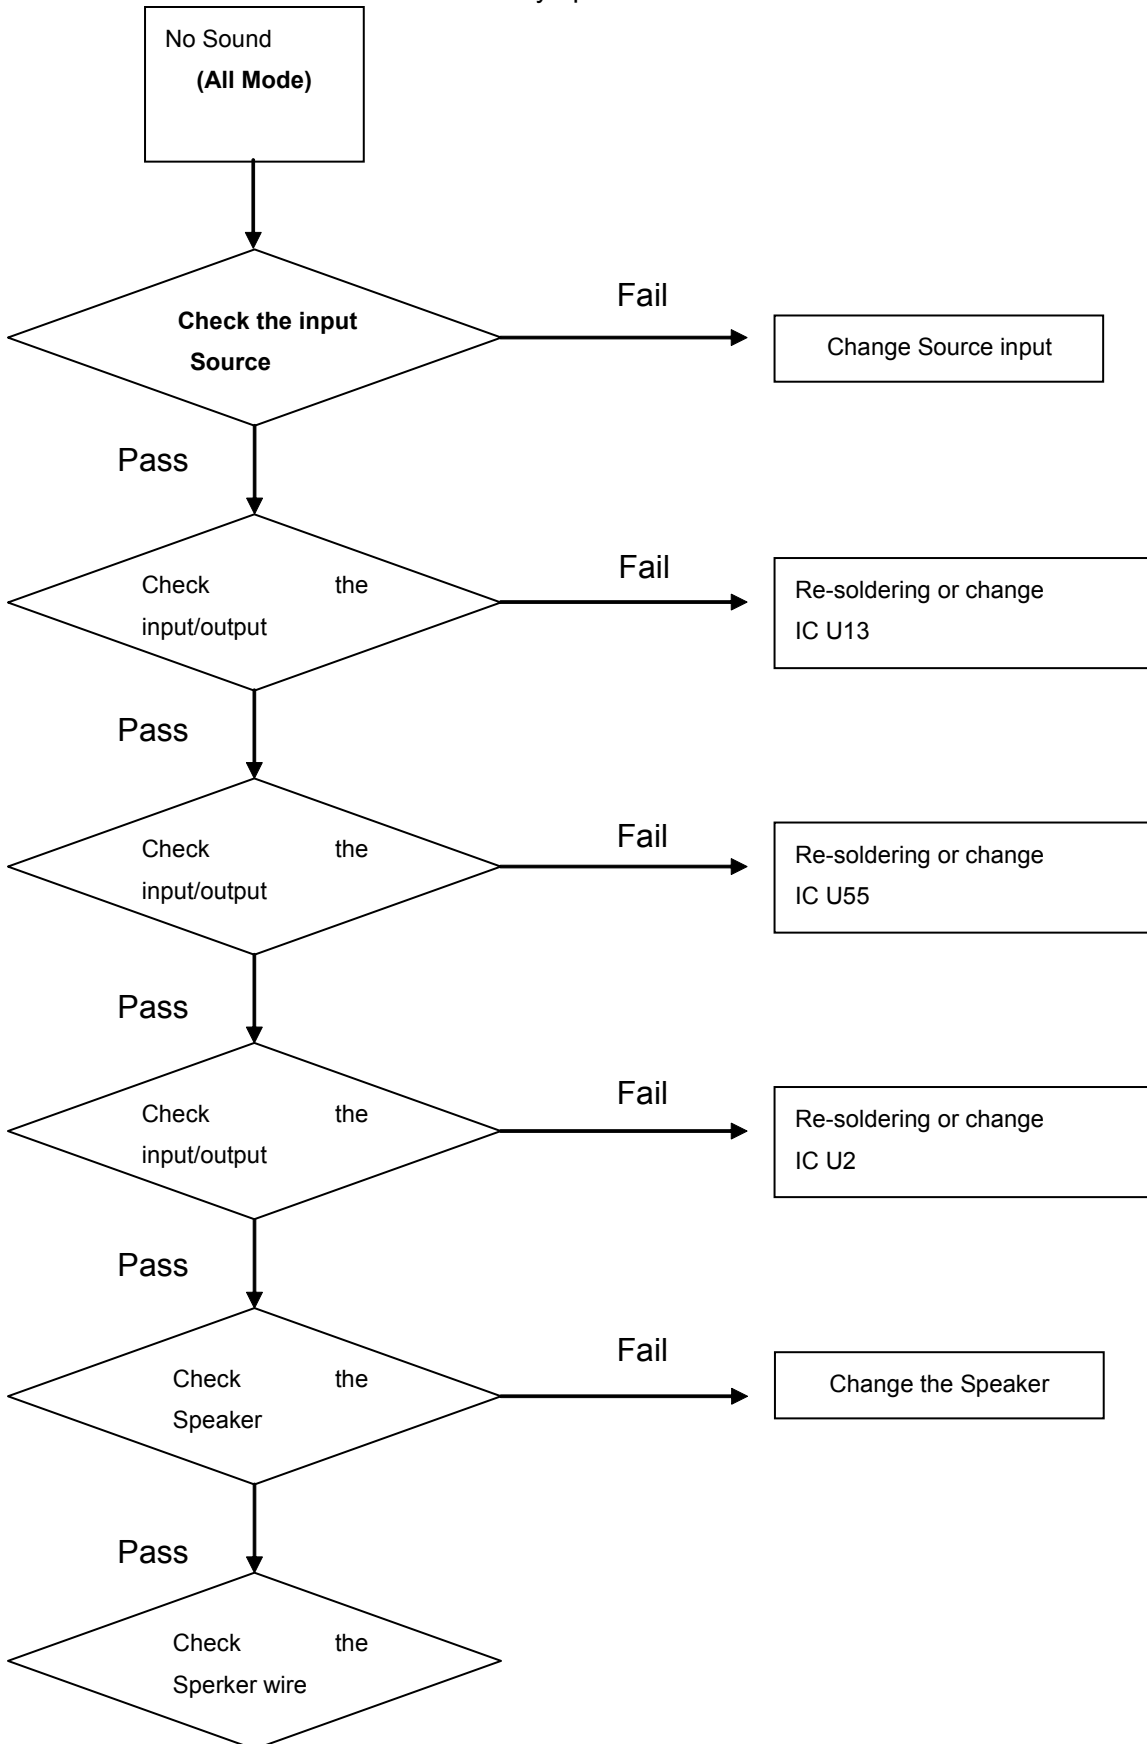 No Sound
(All Mode)
Fail
Check the input
Source
Change Source input
Pass
Fail
Check the
input/output
Re-soldering or change
IC U13
Pass
Fail
Check the
input/output
Re-soldering or change
IC U55
Pass
Fail
Check the
input/output
Re-soldering or change
IC U2
Pass
Fail
Check the
Speaker
Change the Speaker
Pass
Check the
Sperker wire